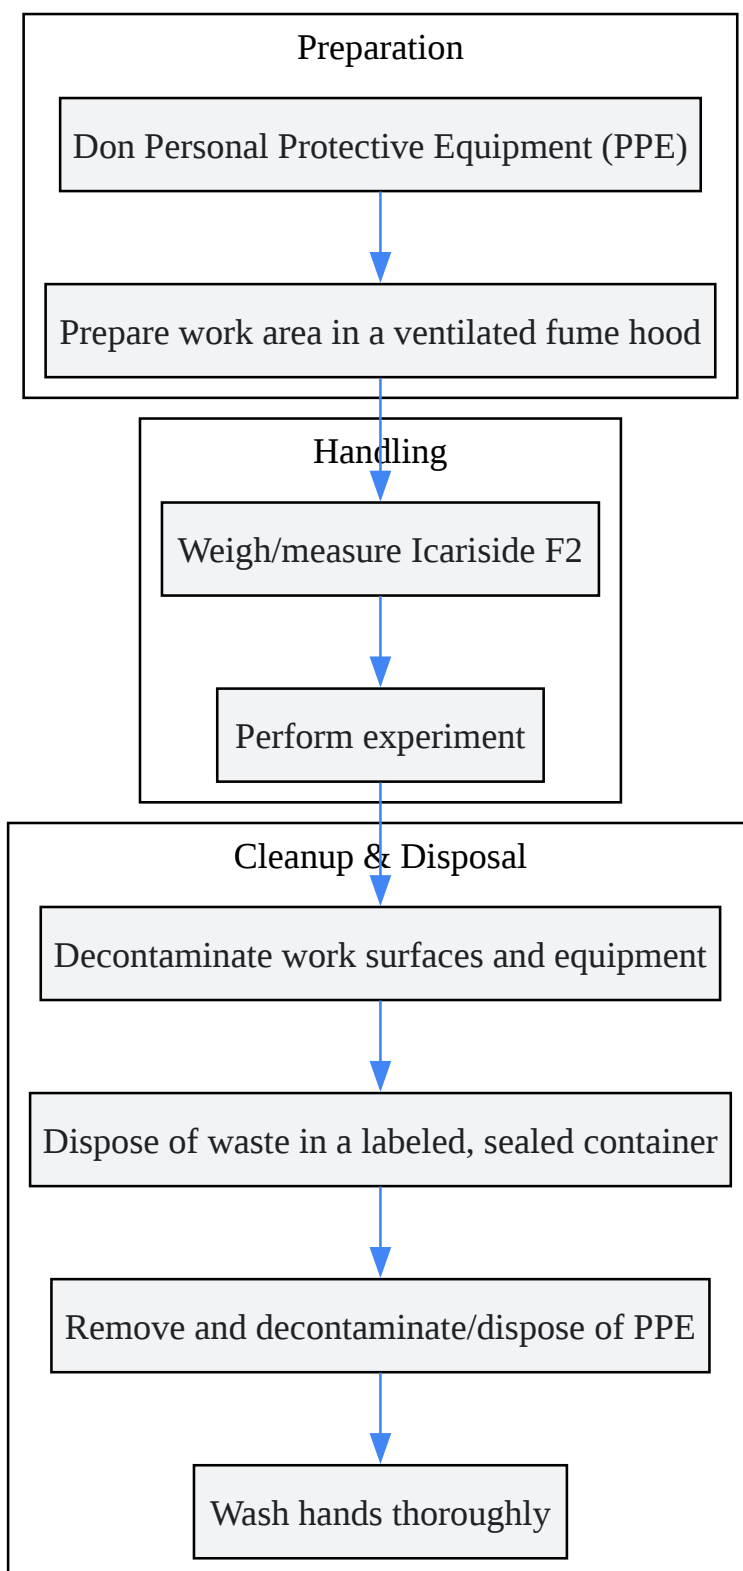 Preparation
Don Personal Protective Equipment (PPE)
Prepare work area in a ventilated fume hood
Handling
Weigh/measure Icariside F2
Perform experiment
Cleanup & Disposal
Decontaminate work surfaces and equipment
Dispose of waste in a labeled, sealed container
Remove and decontaminate/dispose of PPE
Wash hands thoroughly